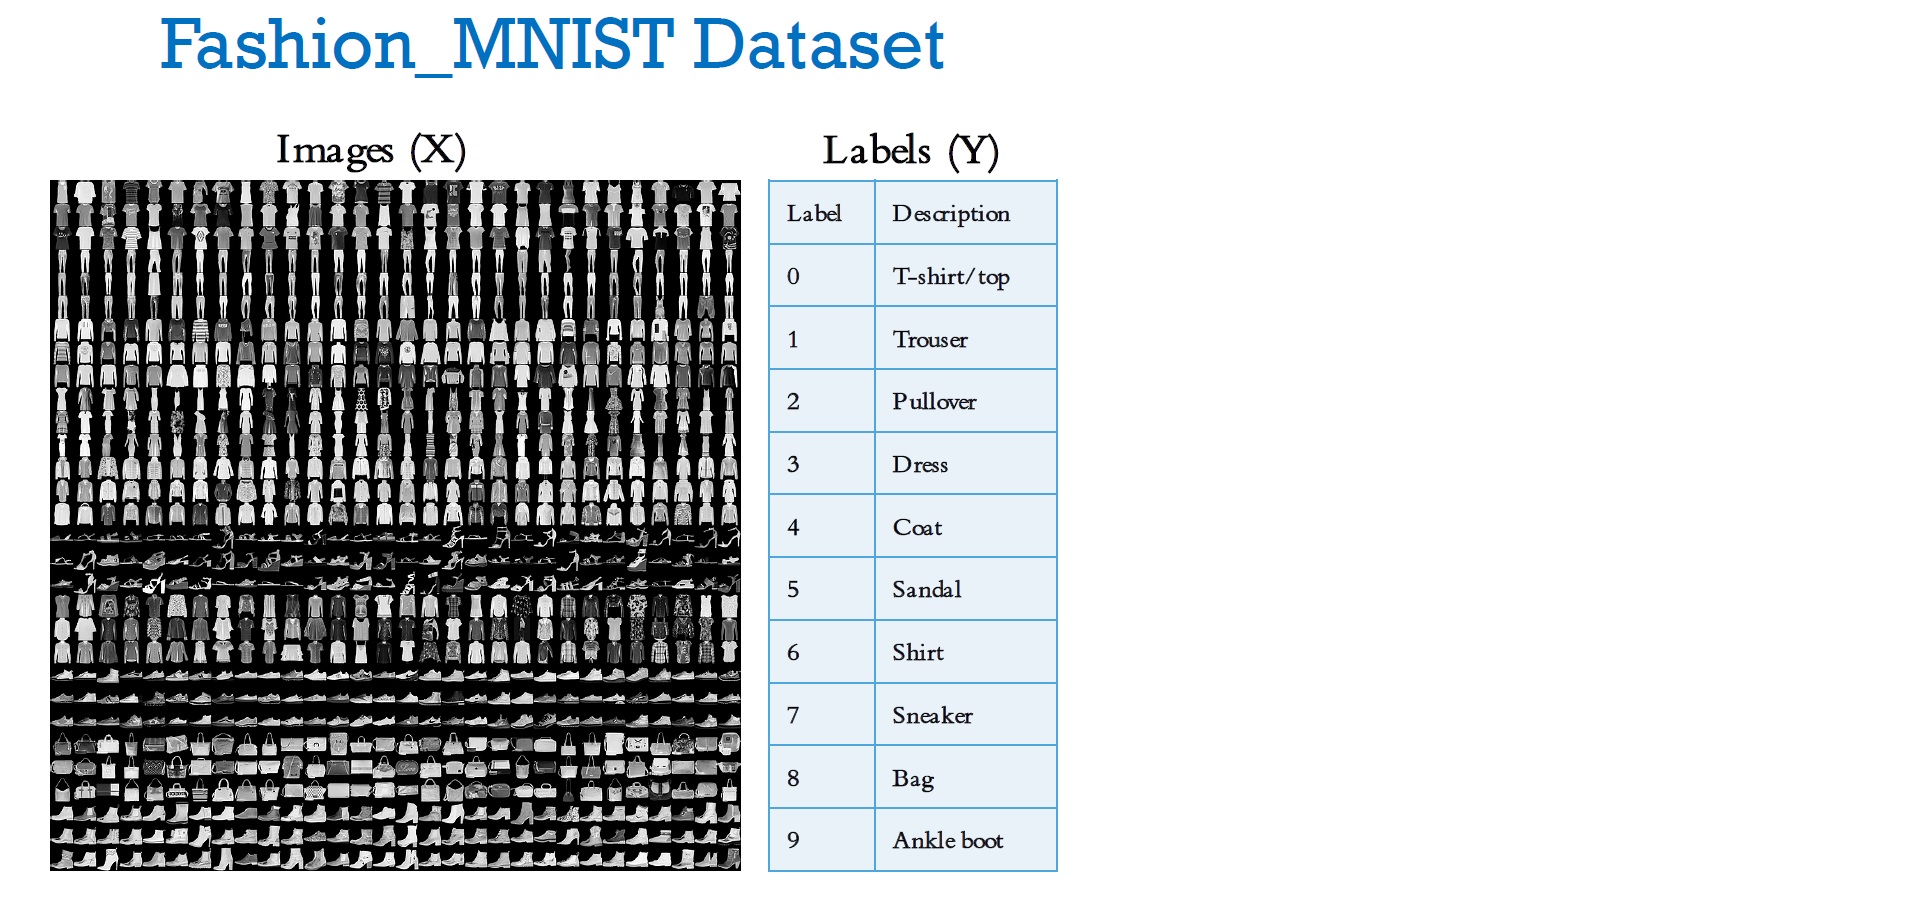 Fashion_MNIST Dataset
Images (X)
Labels (Y)
Label Description
0 T-shirt/top
1 Trouser
2 Pullover
3 Dress
4 Coat
5 Sandal
6 Shirt
7 Sneaker
8 Bag
9 Ankle boot